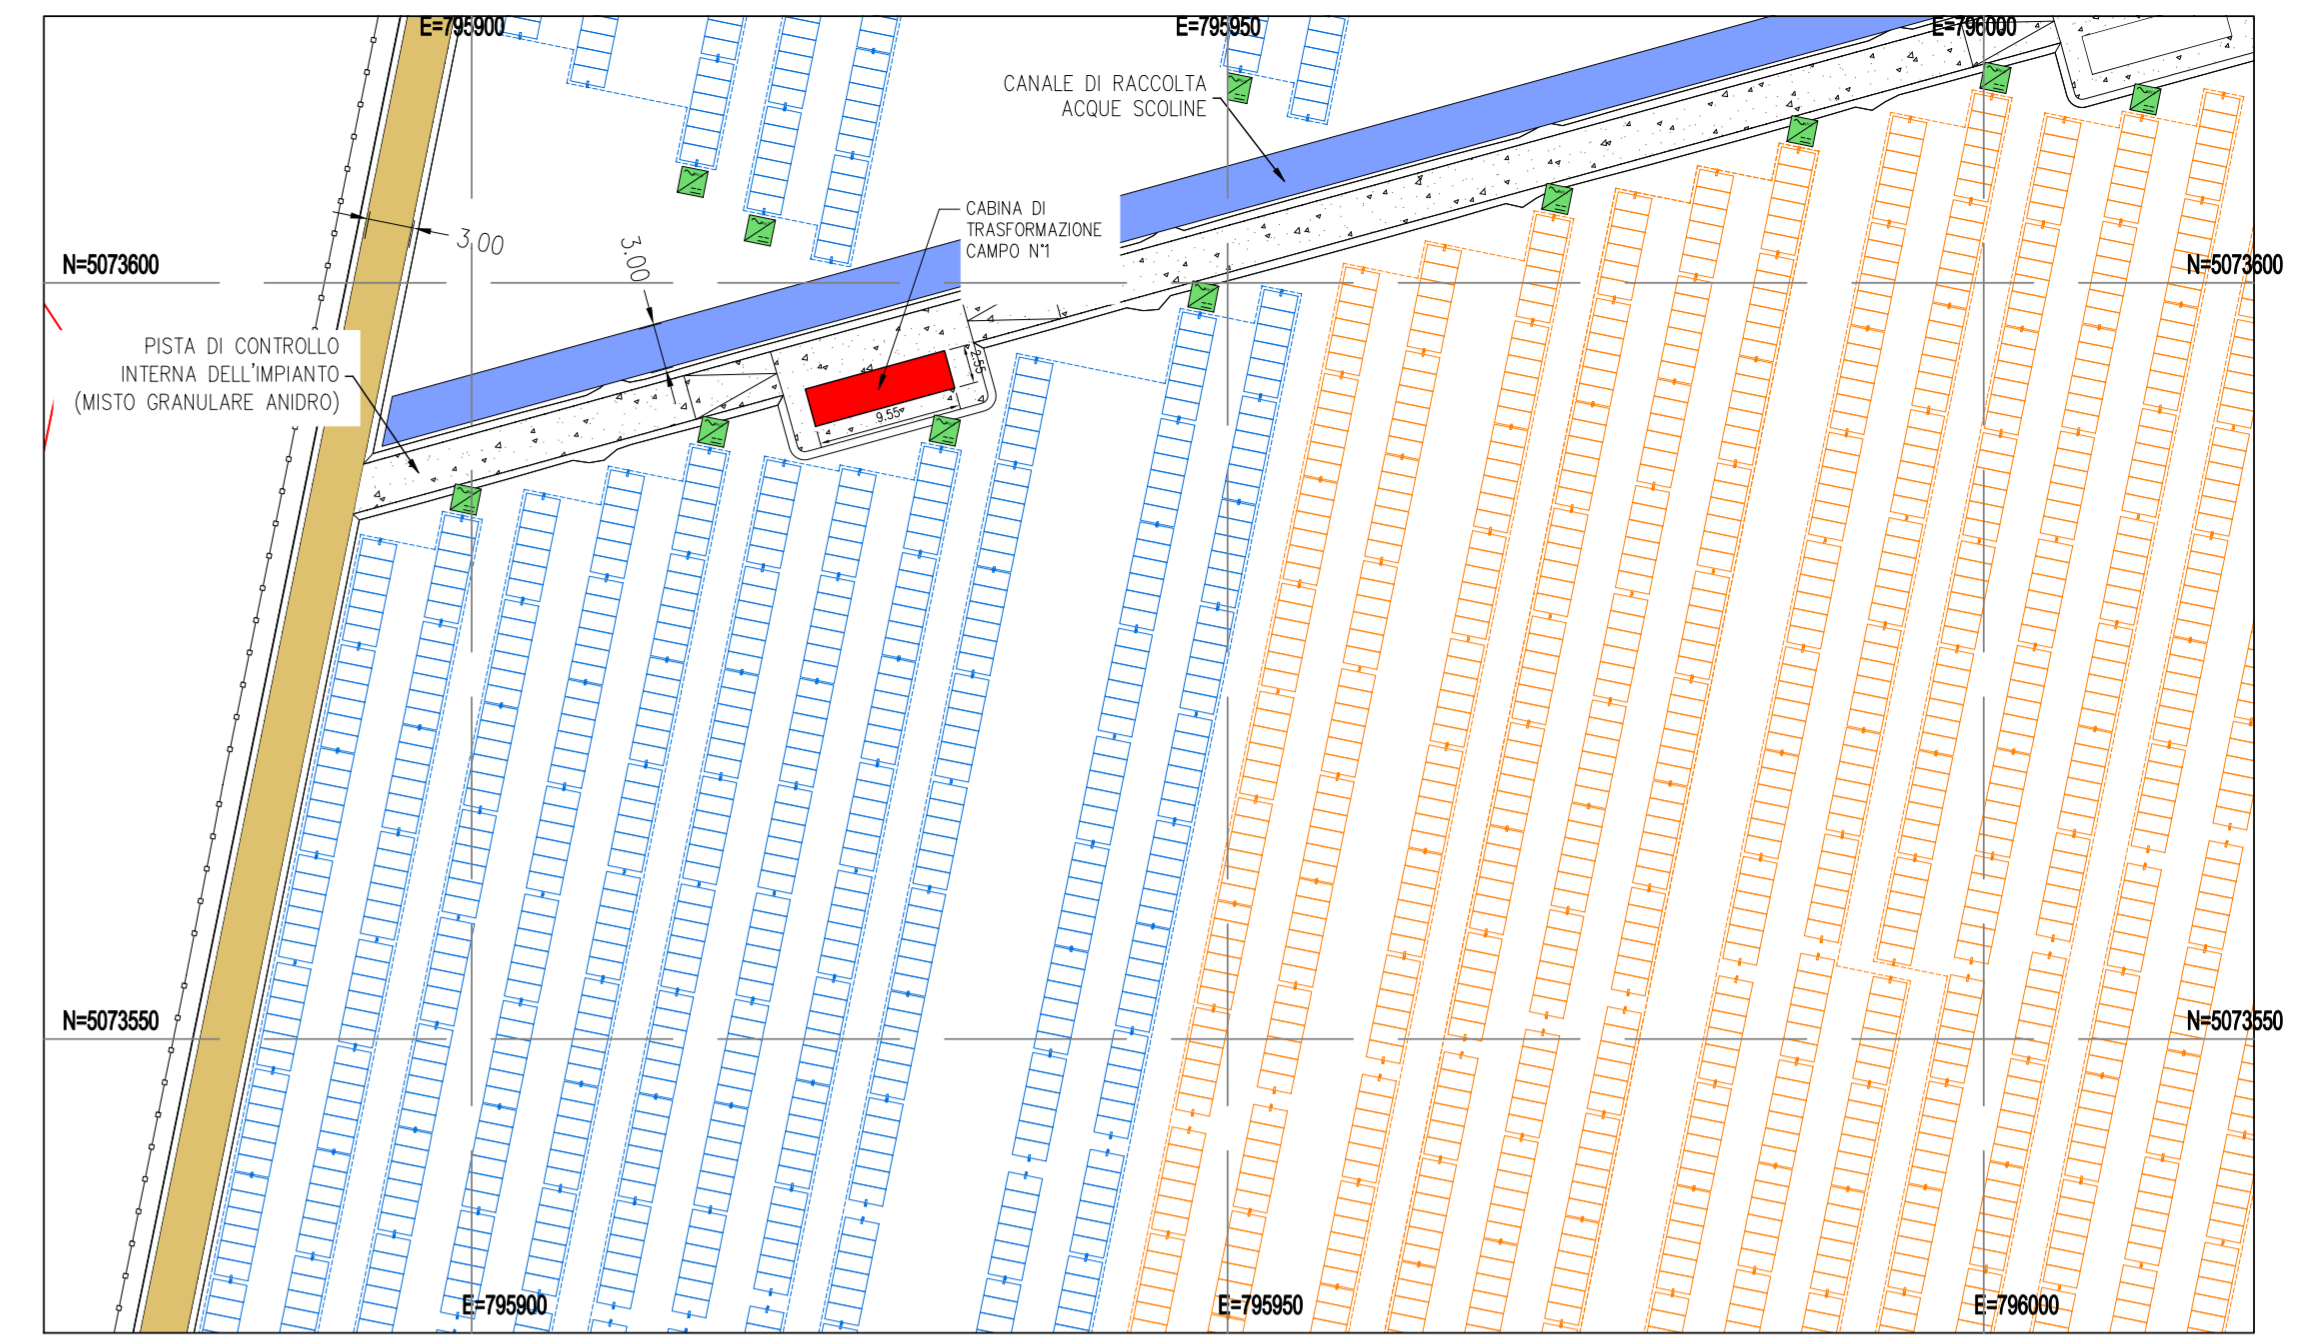 E=795900
E=795950
E=796000
CANALE DI RACCOLTA
ACQUE SCOLINE
CABINA DI
TRASFORMAZIONE
CAMPO N°1
3.00
3.00
N=5073600
N=5073600
PISTA DI CONTROLLO
INTERNA DELL'IMPIANTO
(MISTO GRANULARE ANIDRO)
2.55
9.55
N=5073550
N=5073550
E=795900
E=795950
E=796000